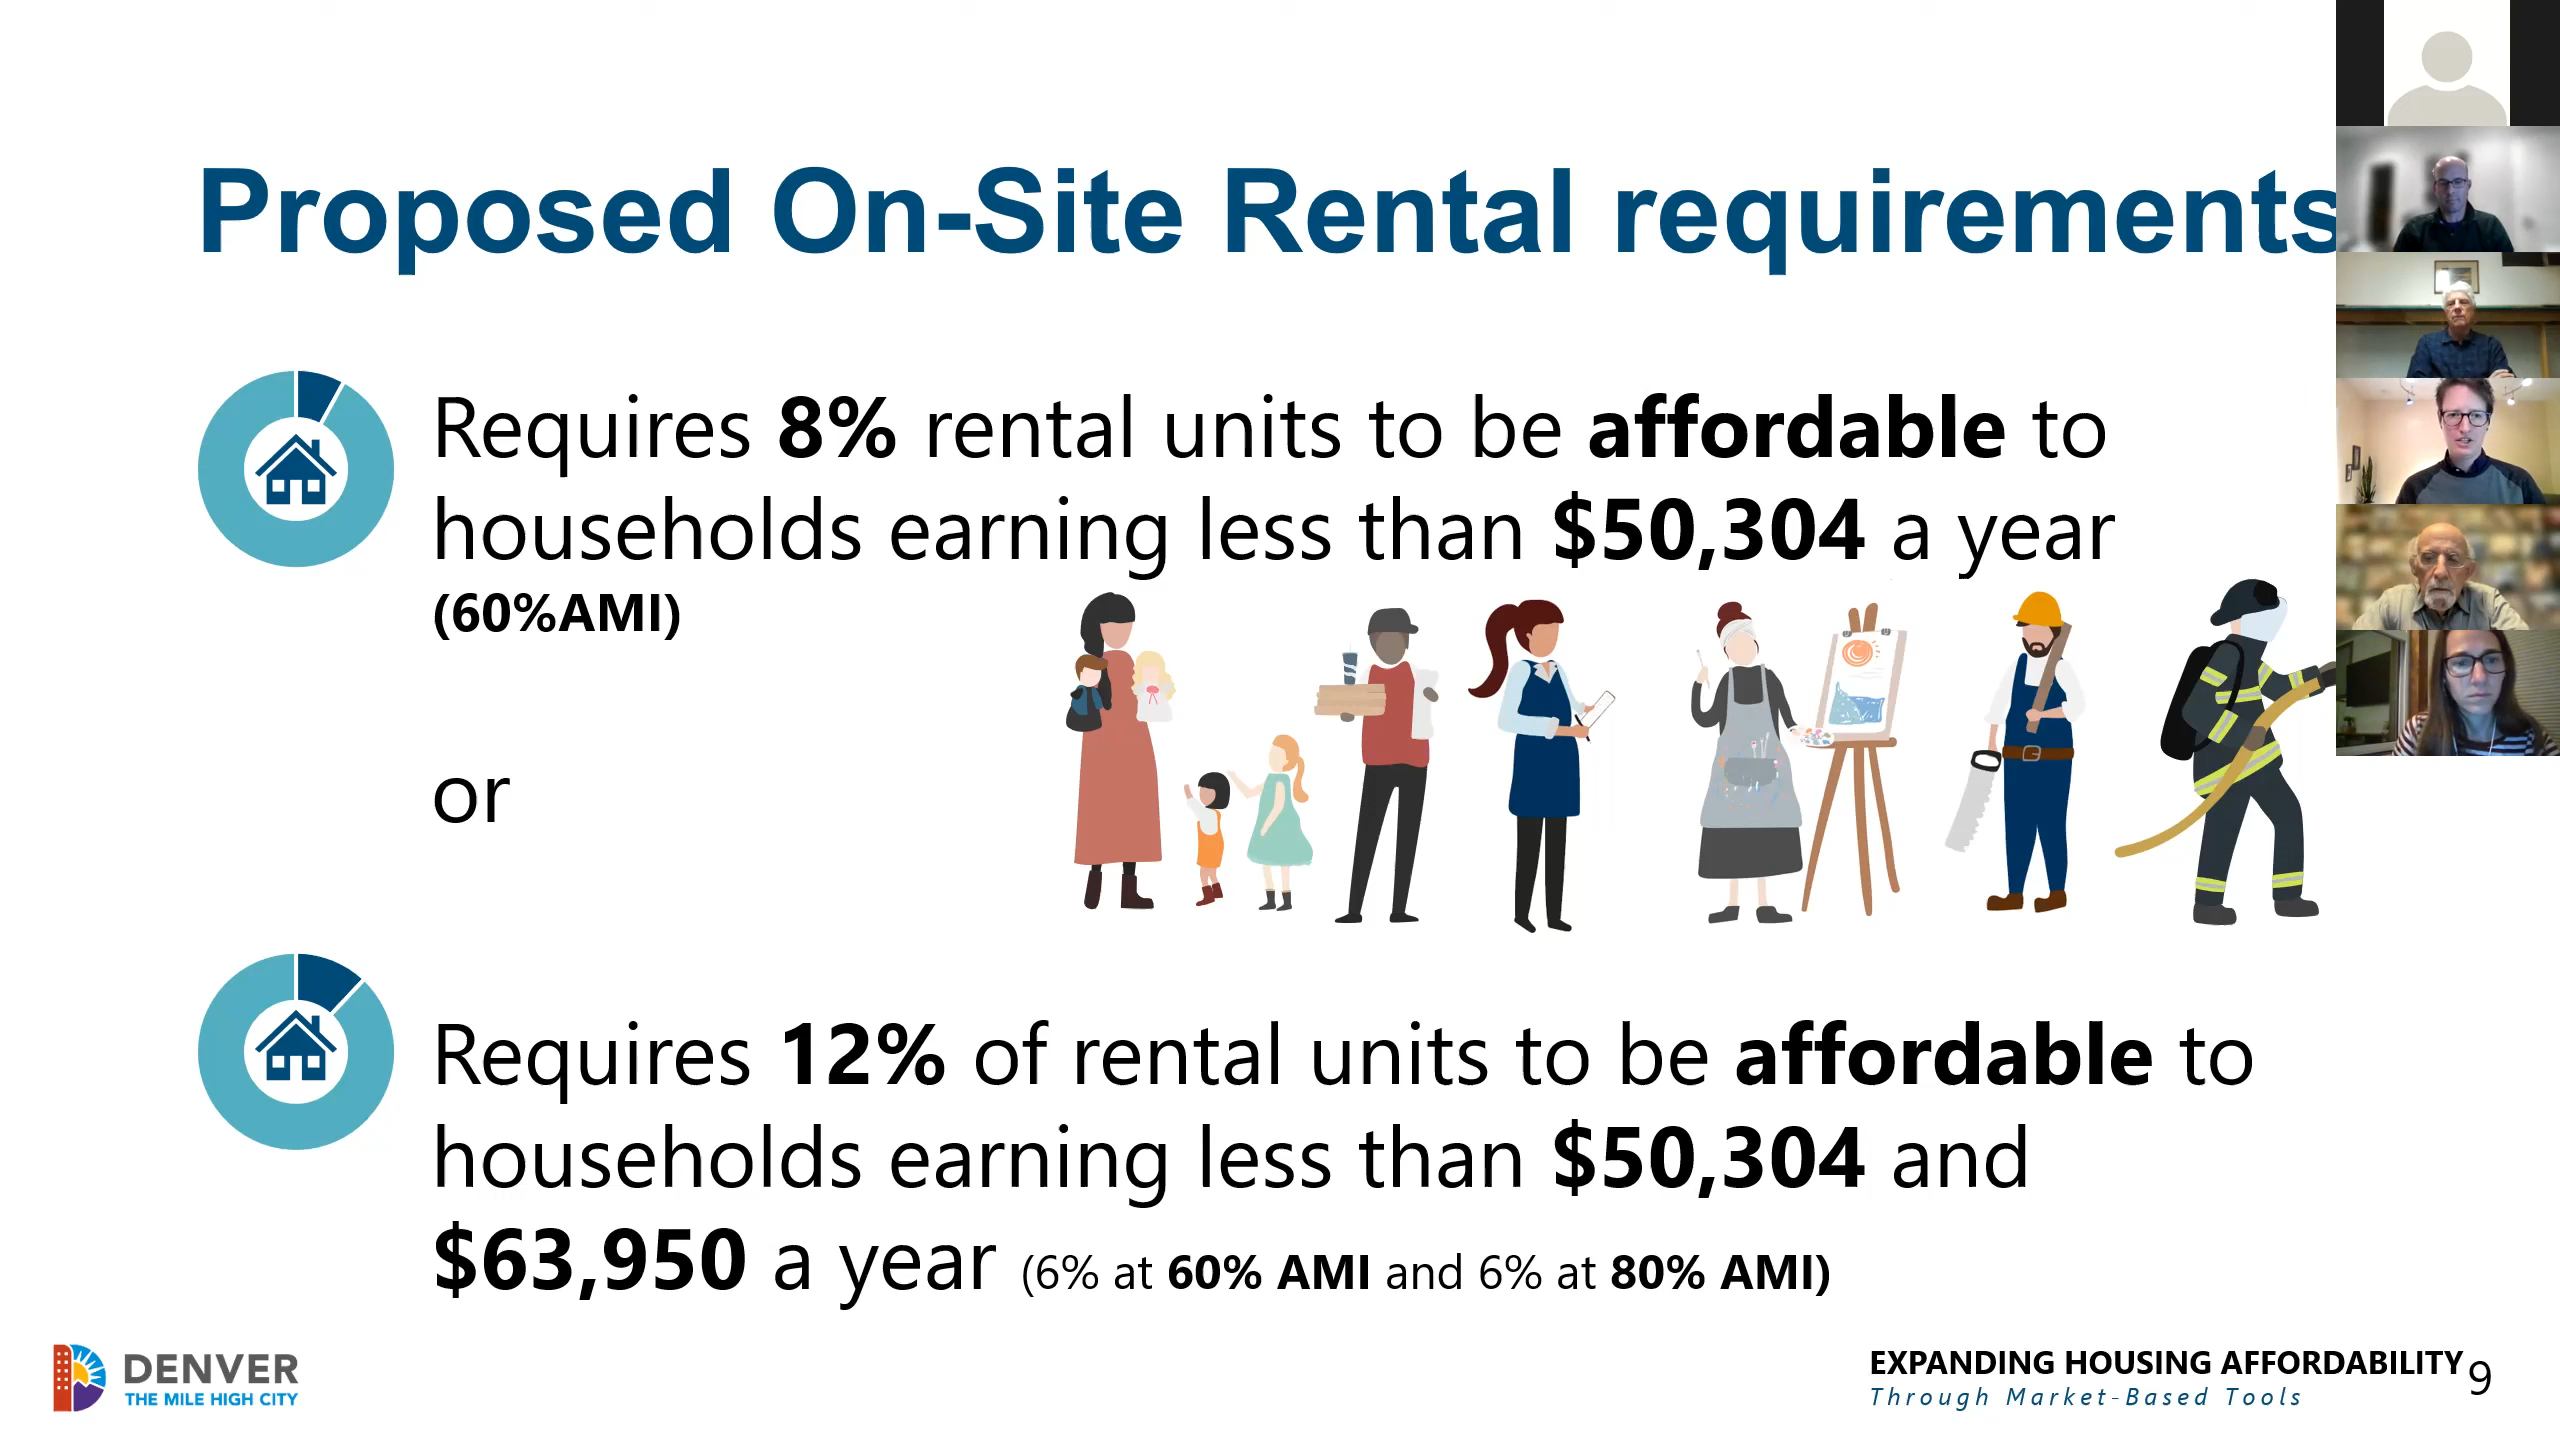 Proposed On-Site Rental requirements
Requires 8% rental units to be affordable to
households earning less than $50,304 a year
(60%AMI)
or
Requires 12% of rental units to be affordable to
households earning less than $50,304 and
$63,950 a year (6% at 60% AMI and 6% at 80% AMI)
DENVER
THE MILE HIGH CITY
EXPANDING HOUSING AFFORDABILITY
Through Market-Based Tools
9